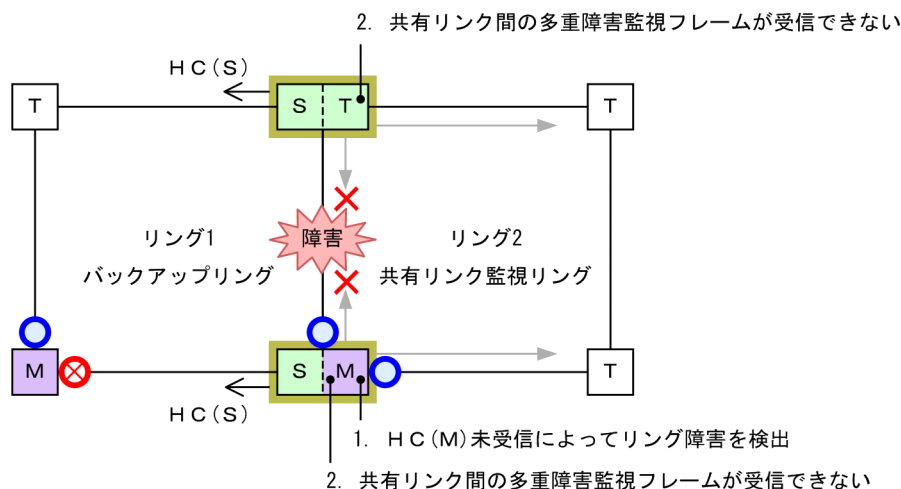 2. 共有リンク間の多重障害監視フレームが受信できない
HC(S)
T
S
T
T
リング1
バックアップリング
障害
リング2
共有リンク監視リング
M
S
M
T
HC(S)
1. HC(M)未受信によってリング障害を検出
2. 共有リンク間の多重障害監視フレームが受信できない